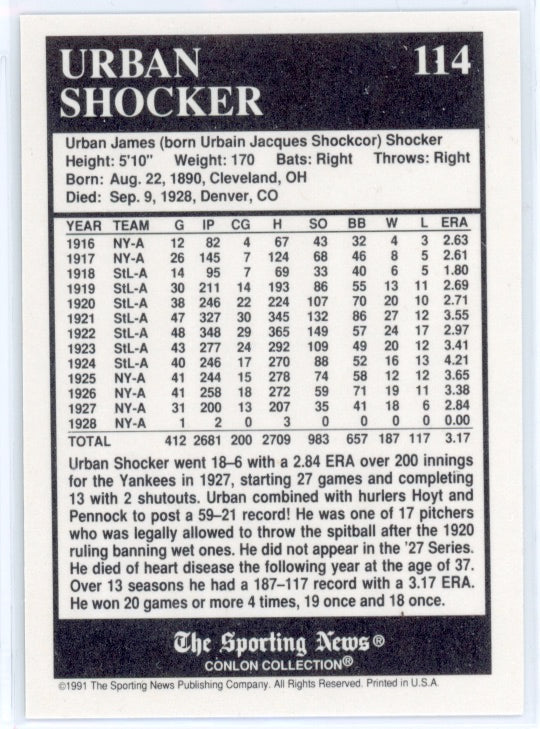 URBAN 114
SHOCKER
Urban James (born Urbain Jacques Shockcor) Shocker
Height: 5'10" Weight: 170 Bats: Right Throws: Right
Born: Aug. 22, 1890, Cleveland, OH
Died: Sep. 9, 1928, Denver, CO
YEAR TEAM G IP CG H SO BB W L ERA
1916 NY-A 12 82 4 67 43 32 4 3 2.63
1917 NY-A 26 145 7 124 68 46 8 5 2.61
1918 StL-A 14 95 7 69 33 40 6 5 1.80
1919 StL-A 30 211 14 193 86 55 13 11 2.69
1920 StL-A 38 246 22 224 107 70 20 10 2.71
1921 StL-A 47 327 30 345 132 86 27 12 3.55
1922 StL-A 48 348 29 365 149 57 24 17 2.97
1923 StL-A 43 277 24 292 109 49 20 12 3.41
1924 StL-A 40 246 17 270 88 52 16 13 4.21
1925 NY-A 41 244 15 278 74 58 12 12 3.65
1926 NY-A 41 258 18 272 59 71 19 11 3.38
1927 NY-A 31 200 13 207 35 41 18 6 2.84
1928 NY-A 1 2 0 3 0 0 0 0 0.00
TOTAL 412 2681 200 2709 983 657 187 117 3.17
Urban Shocker went 18–6 with a 2.84 ERA over 200 innings
for the Yankees in 1927, starting 27 games and completing
13 with 2 shutouts. Urban combined with hurlers Hoyt and
Pennock to post a 59–21 record! He was one of 17 pitchers
who was legally allowed to throw the spitball after the 1920
ruling banning wet ones. He did not appear in the '27 Series.
He died of heart disease the following year at the age of 37.
Over 13 seasons he had a 187–117 record with a 3.17 ERA.
He won 20 games or more 4 times, 19 once and 18 once.
The Sporting News®
CONLON COLLECTION®
©1991 The Sporting News Publishing Company. All Rights Reserved. Printed in U.S.A.